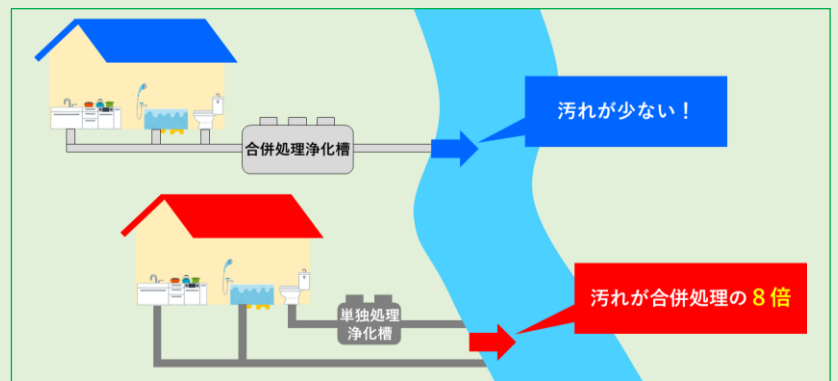 合併処理浄化槽
汚れが少ない！
単独処理
浄化槽
汚れが合併処理の８倍